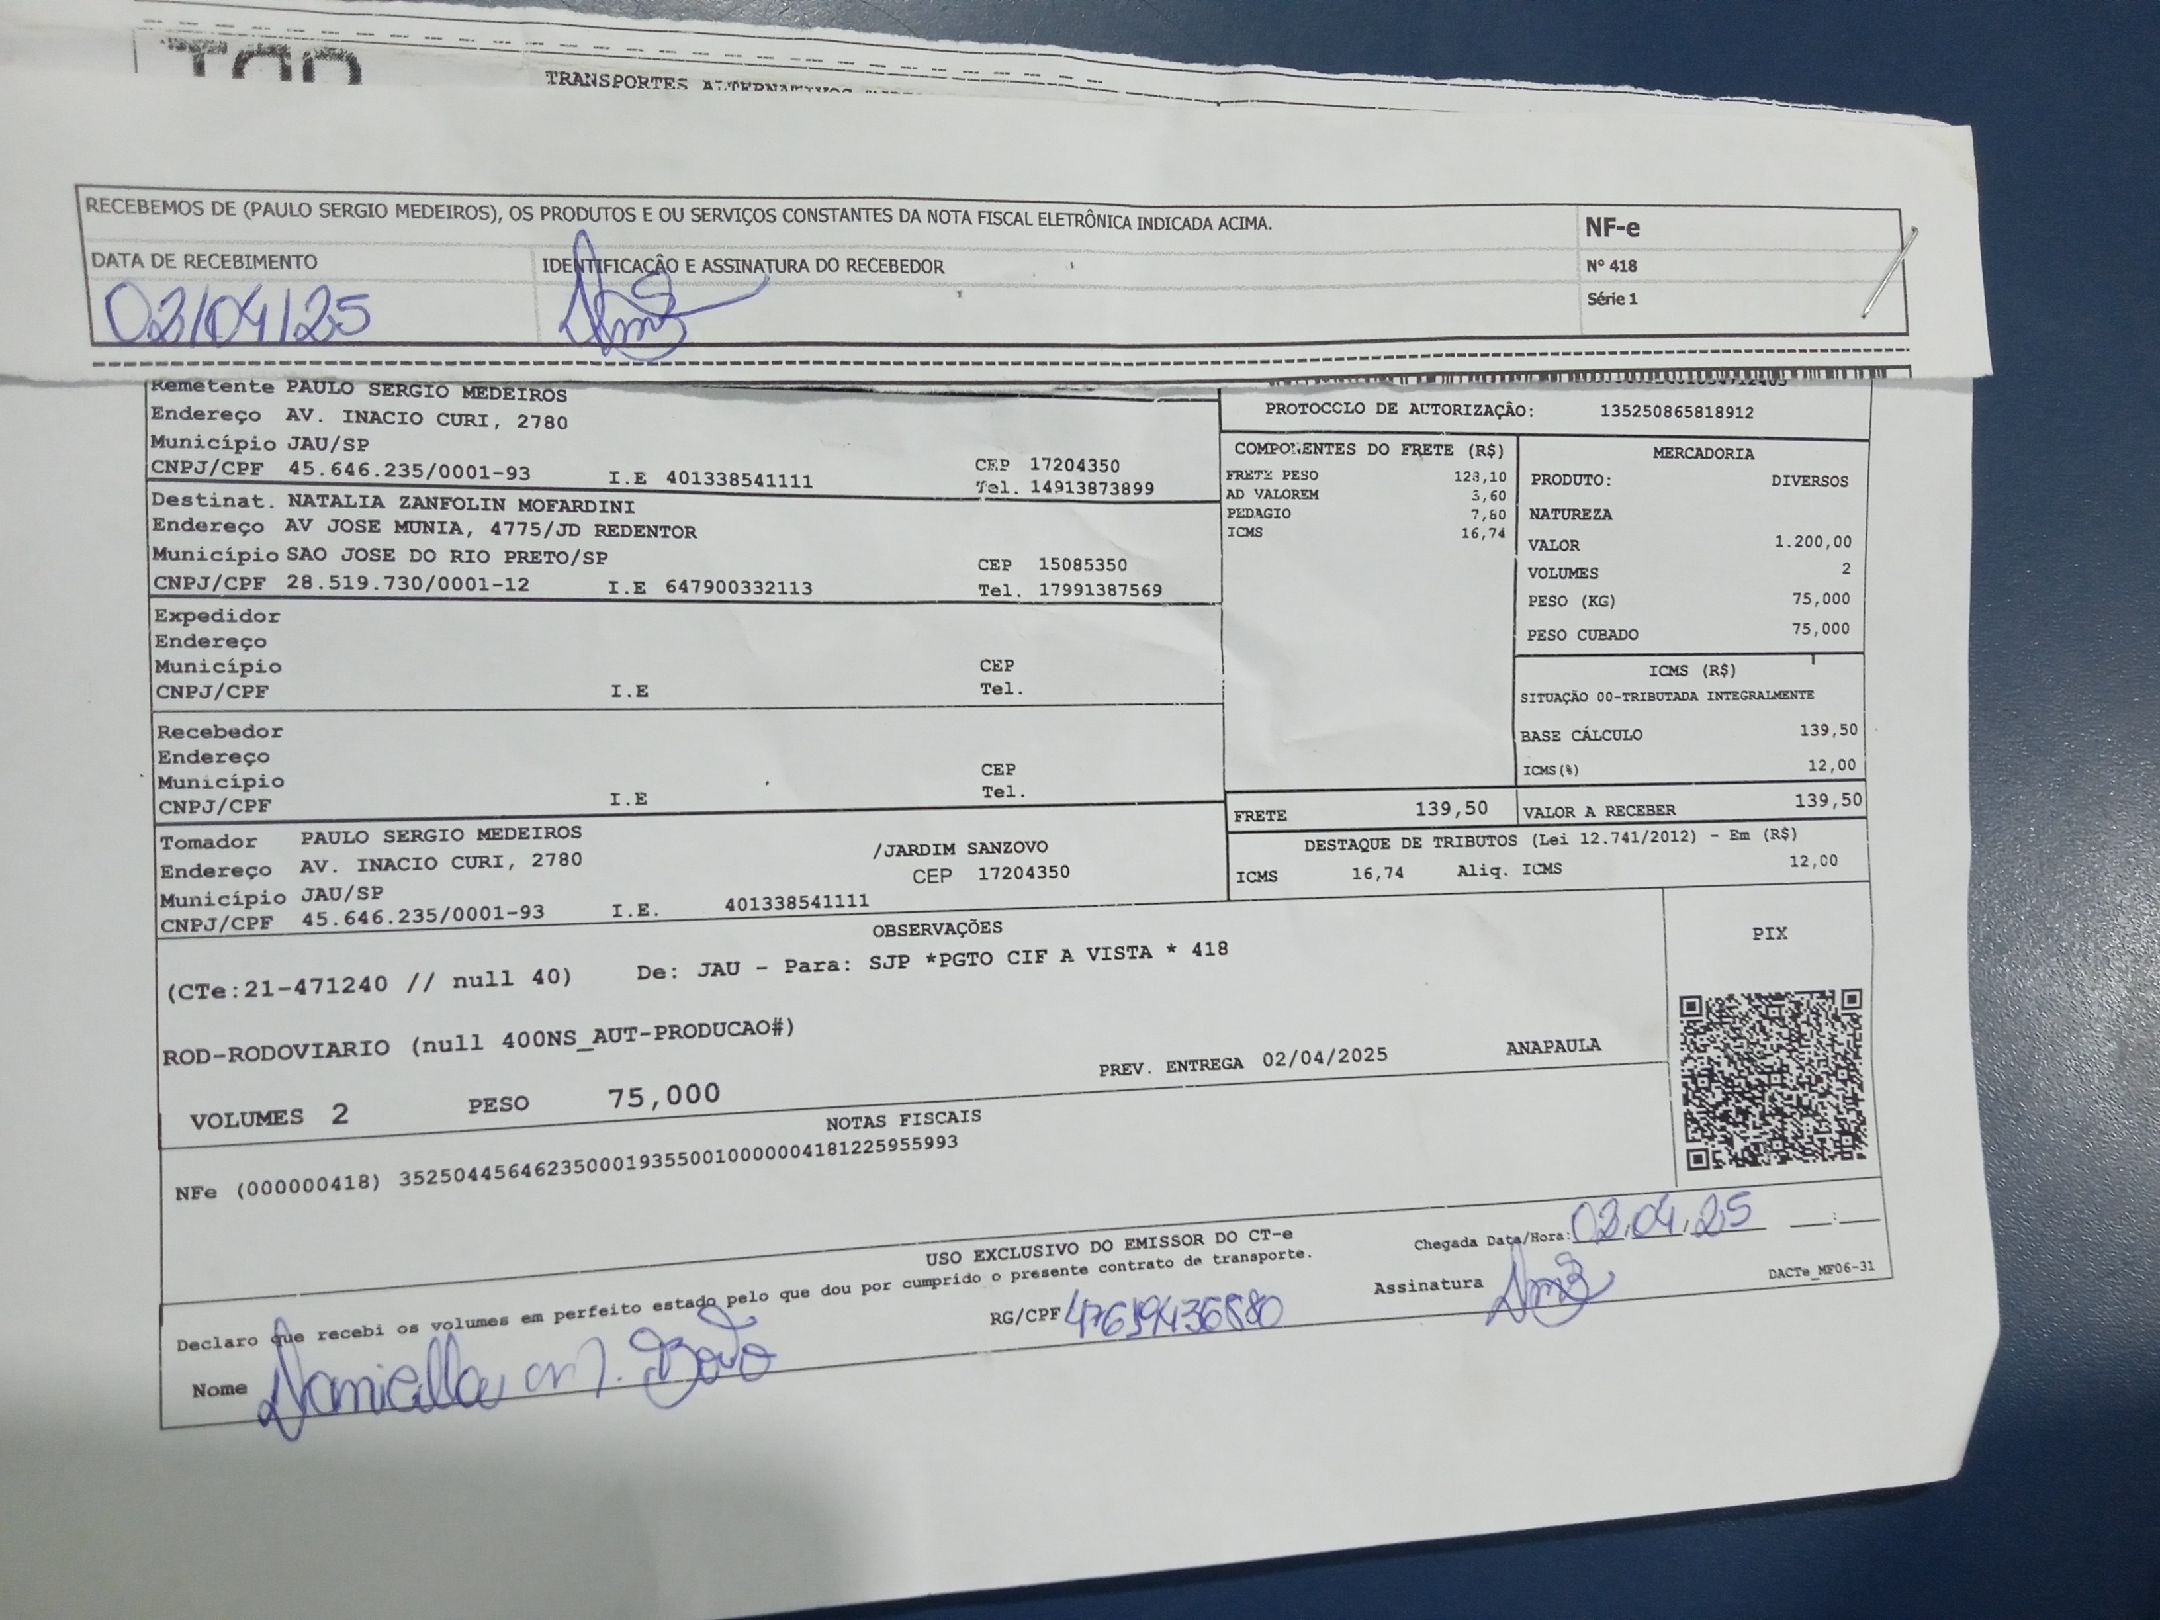 TRANSPORTES ALTERNATIVOS
RECEBEMOS DE (PAULO SERGIO MEDEIROS), OS PRODUTOS E OU SERVIÇOS CONSTANTES DA NOTA FISCAL ELETRÔNICA INDICADA ACIMA.
NF-e
Nº 418
Série 1
DATA DE RECEBIMENTO
IDENTIFICAÇÃO E ASSINATURA DO RECEBEDOR
02/04/25
Remetente PAULO SERGIO MEDEIROS
Endereço AV. INACIO CURI, 2780
Município JAU/SP
CEP 17204350
CNPJ/CPF 45.646.235/0001-93 I.E 401338541111
Tel. 14913873899
Destinat. NATALIA ZANFOLIN MOFARDINI
Endereço AV JOSE MUNIA, 4775/JD REDENTOR
Município SAO JOSE DO RIO PRETO/SP
CEP 15085350
CNPJ/CPF 28.519.730/0001-12 I.E 647900332113
Tel. 17991387569
Expedidor
Endereço
Município
CEP
CNPJ/CPF I.E Tel.
Recebedor
Endereço
Município
CEP
CNPJ/CPF I.E Tel.
Tomador PAULO SERGIO MEDEIROS
Endereço AV. INACIO CURI, 2780 /JARDIM SANZOVO
Município JAU/SP CEP 17204350
CNPJ/CPF 45.646.235/0001-93 I.E. 401338541111
PROTOCOLO DE AUTORIZAÇÃO: 135250865818912
COMPONENTES DO FRETE (R$)
FRETE PESO 123,10
AD VALOREM 3,60
PEDAGIO 7,80
ICMS 16,74
MERCADORIA
PRODUTO: DIVERSOS
NATUREZA
VALOR 1.200,00
VOLUMES 2
PESO (KG) 75,000
PESO CUBADO 75,000
ICMS (R$)
SITUAÇÃO 00-TRIBUTADA INTEGRALMENTE
BASE CÁLCULO 139,50
ICMS(%) 12,00
FRETE 139,50 VALOR A RECEBER 139,50
DESTAQUE DE TRIBUTOS (Lei 12.741/2012) - Em (R$)
ICMS 16,74 Aliq. ICMS 12,00
OBSERVAÇÕES
(CTe:21-471240 // null 40) De: JAU - Para: SJP *PGTO CIF A VISTA * 418
PIX
ROD-RODOVIARIO (null 400NS_AUT-PRODUCAO#)
VOLUMES 2 PESO 75,000 PREV. ENTREGA 02/04/2025 ANAPAULA
NOTAS FISCAIS
NFe (000000418) 35250445646235000193550010000004181225955993
USO EXCLUSIVO DO EMISSOR DO CT-e
Declaro que recebi os volumes em perfeito estado pelo que dou por cumprido o presente contrato de transporte.
Chegada Data/Hora: 02.04.25 __:__
Nome Daniella M. Bovo
RG/CPF
Assinatura
DACTe_MF06-31